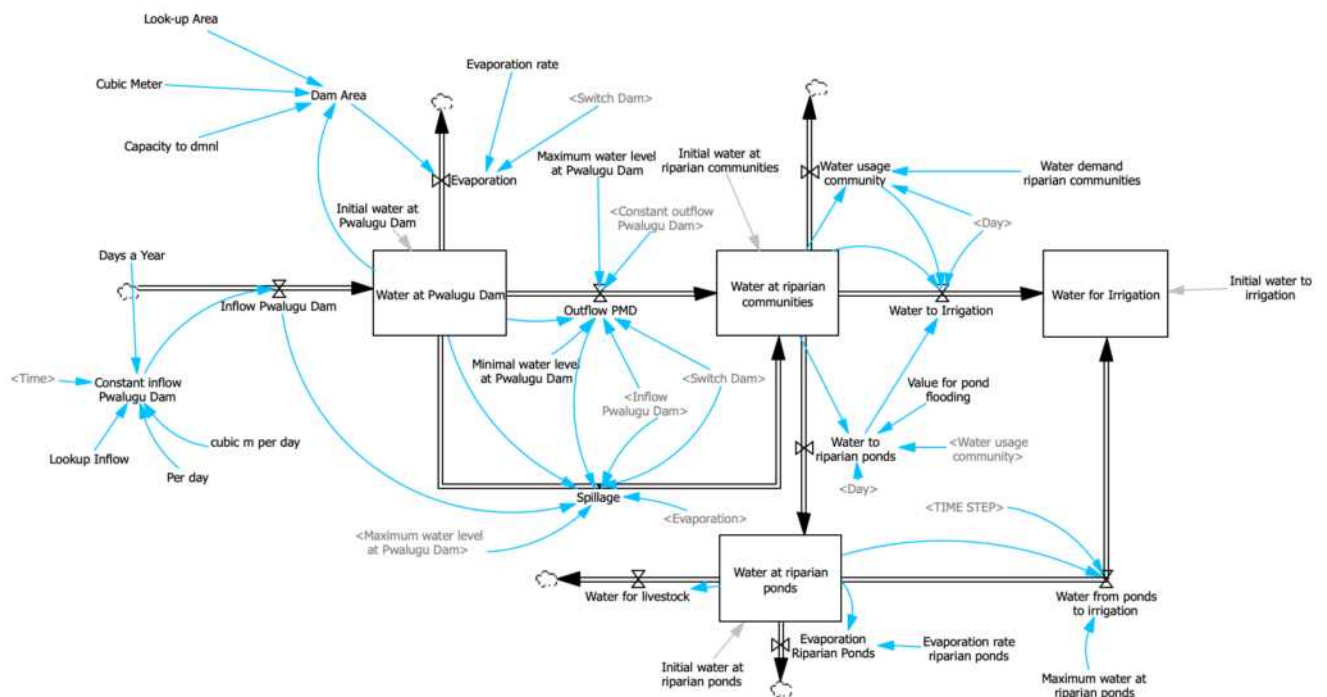 Look-up Area
Evaporation rate
Cubic Meter
Dam Area
<Switch Dam>
Capacity to dmnl
Maximum water level
at Pwalugu Dam
Initial water at
riparian communities
Water usage
community
Water demand
riparian communities
Evaporation
Initial water at
Pwalugu Dam
<Constant outflow
Pwalugu Dam>
<Day>
Days a Year
Inflow Pwalugu Dam
Water at Pwalugu Dam
Outflow PMD
Water at riparian
communities
Water to Irrigation
Water for Irrigation
Initial water to
irrigation
Minimal water level
at Pwalugu Dam
<Switch Dam>
<Time>
Constant inflow
Pwalugu Dam
<Inflow
Pwalugu Dam>
Value for pond
flooding
cubic m per day
Lookup Inflow
Per day
Water to
riparian ponds
<Water usage
community>
<Day>
Spillage
<Evaporation>
<TIME STEP>
<Maximum water level
at Pwalugu Dam>
Water at riparian
ponds
Water for livestock
Water from ponds
to irrigation
Evaporation
Riparian Ponds
Evaporation rate
riparian ponds
Initial water at
riparian ponds
Maximum water at
riparian ponds